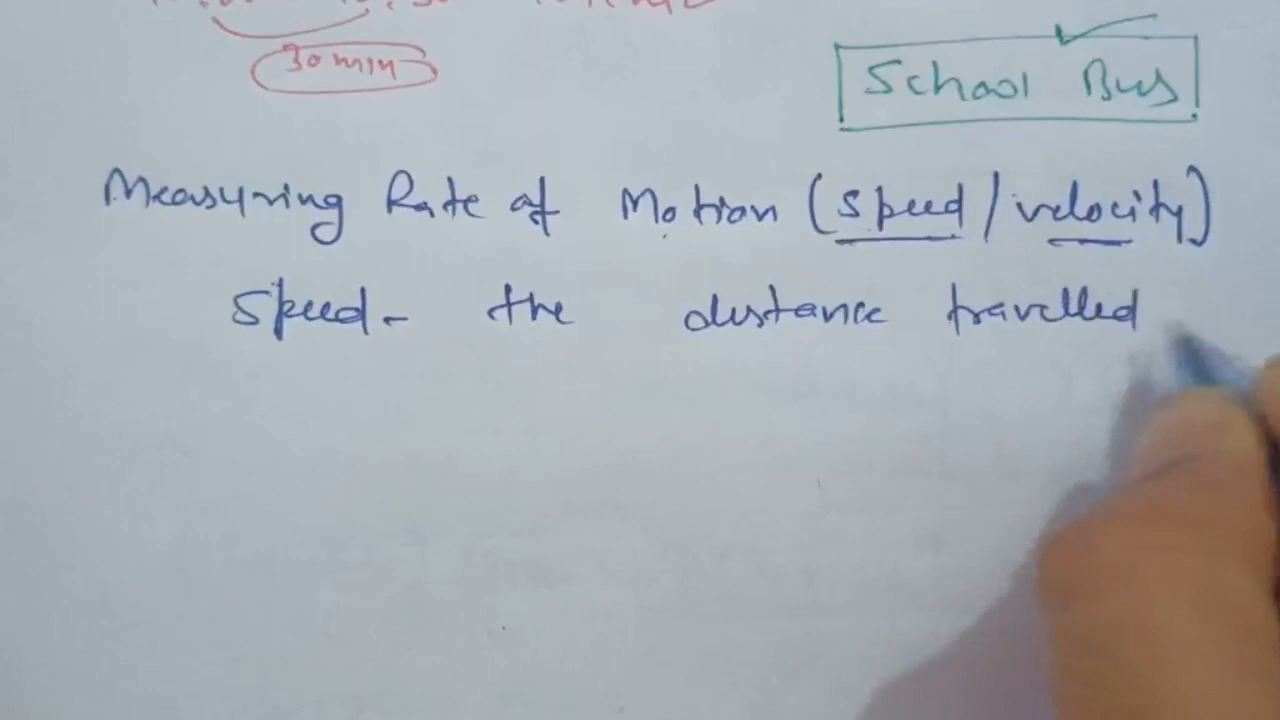 30 min
School Bus
Measuring Rate of Motion (speed/velocity)
Speed- the distance travelled